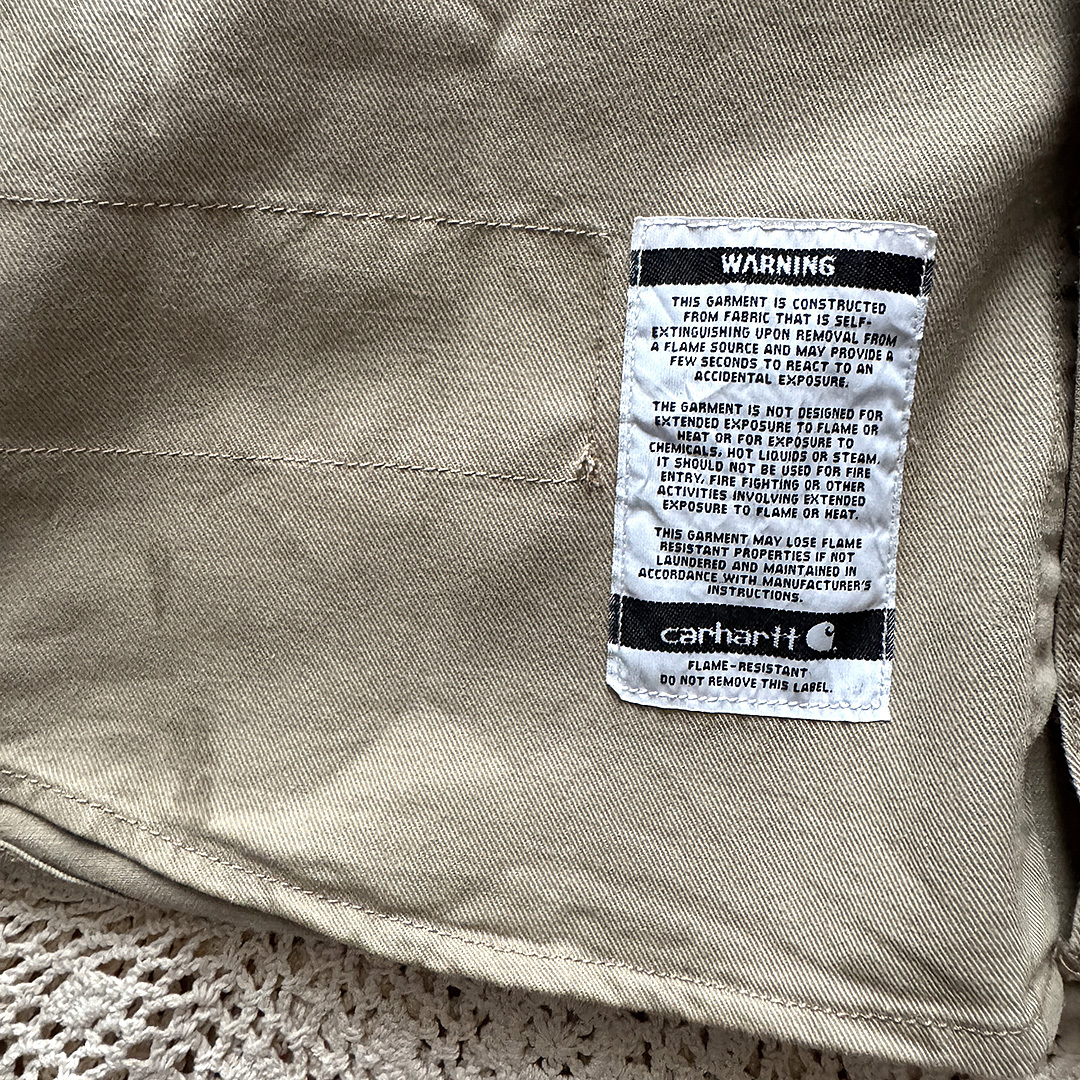 WARNING
THIS GARMENT IS CONSTRUCTED
FROM FABRIC THAT IS SELF-
EXTINGUISHING UPON REMOVAL FROM
A FLAME SOURCE AND MAY PROVIDE A
FEW SECONDS TO REACT TO AN
ACCIDENTAL EXPOSURE.
THE GARMENT IS NOT DESIGNED FOR
EXTENDED EXPOSURE TO FLAME OR
HEAT OR FOR EXPOSURE TO
CHEMICALS, HOT LIQUIDS OR STEAM.
IT SHOULD NOT BE USED FOR FIRE
ENTRY, FIRE FIGHTING OR OTHER
ACTIVITIES INVOLVING EXTENDED
EXPOSURE TO FLAME OR HEAT.
THIS GARMENT MAY LOSE FLAME
RESISTANT PROPERTIES IF NOT
LAUNDERED AND MAINTAINED IN
ACCORDANCE WITH MANUFACTURER'S
INSTRUCTIONS.
carhartt
FLAME-RESISTANT
DO NOT REMOVE THIS LABEL.